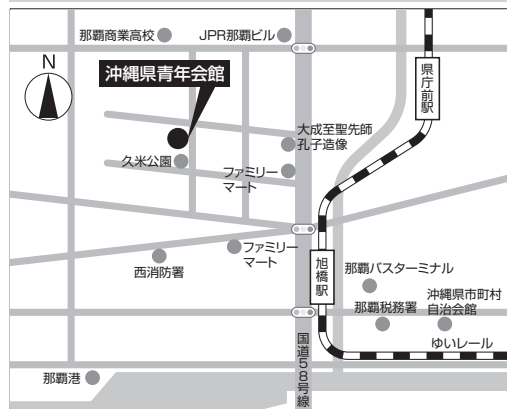 那覇商業高校
JPR那覇ビル
N
沖縄県青年会館
県庁前駅
大成至聖先師
孔子造像
久米公園
ファミリー
マート
ファミリー
マート
西消防署
旭橋駅
那覇バスターミナル
沖縄県市町村
自治会館
那覇税務署
ゆいレール
国道58号線
那覇港